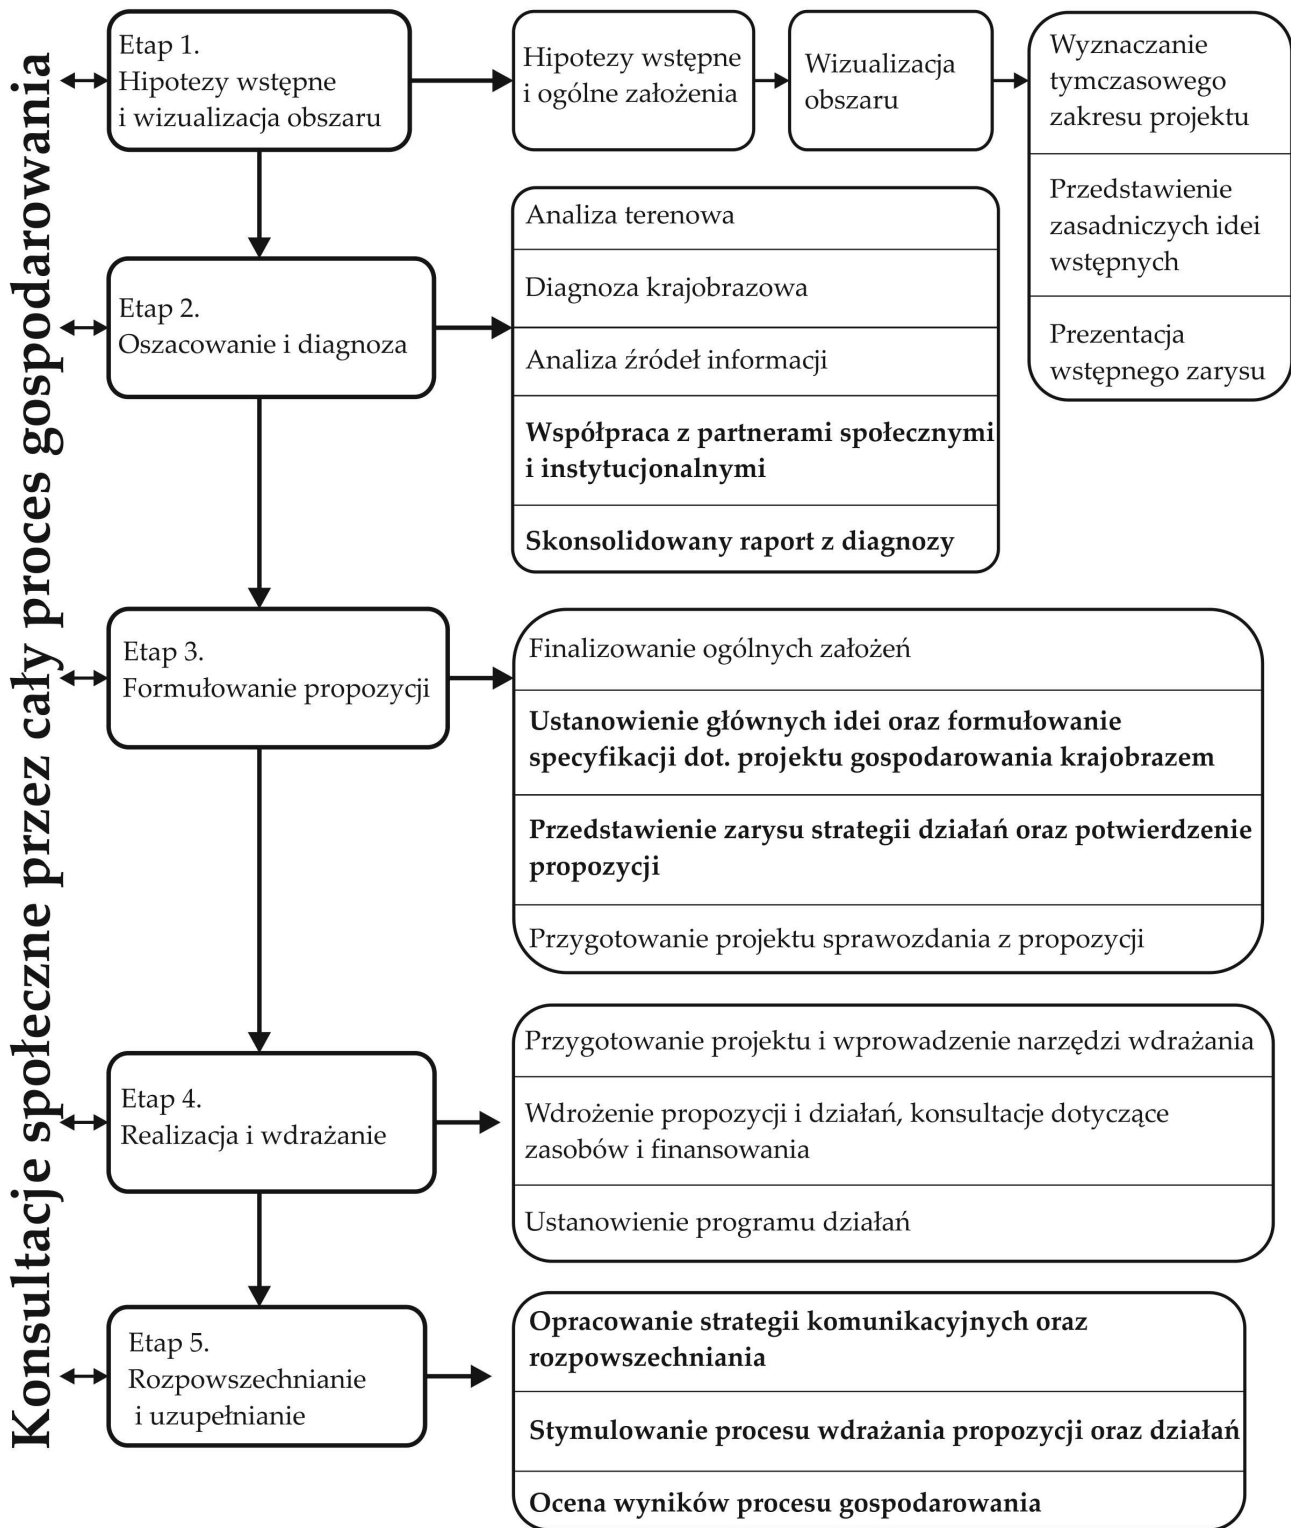 Konsultacje społeczne przez cały proces gospodarowania
Etap 1.
Hipotezy wstępne
i wizualizacja obszaru
Hipotezy wstępne
i ogólne założenia
Wizualizacja
obszaru
Wyznaczanie
tymczasowego
zakresu projektu
Przedstawienie
zasadniczych idei
wstępnych
Prezentacja
wstępnego zarysu
Etap 2.
Oszacowanie i diagnoza
Analiza terenowa
Diagnoza krajobrazowa
Analiza źródeł informacji
Współpraca z partnerami społecznymi
i instytucjonalnymi
Skonsolidowany raport z diagnozy
Etap 3.
Formułowanie propozycji
Finalizowanie ogólnych założeń
Ustanowienie głównych idei oraz formułowanie
specyfikacji dot. projektu gospodarowania krajobrazem
Przedstawienie zarysu strategii działań oraz potwierdzenie
propozycji
Przygotowanie projektu sprawozdania z propozycji
Etap 4.
Realizacja i wdrażanie
Przygotowanie projektu i wprowadzenie narzędzi wdrażania
Wdrożenie propozycji i działań, konsultacje dotyczące
zasobów i finansowania
Ustanowienie programu działań
Etap 5.
Rozpowszechnianie
i uzupełnianie
Opracowanie strategii komunikacyjnych oraz
rozpowszechniania
Stymulowanie procesu wdrażania propozycji oraz działań
Ocena wyników procesu gospodarowania